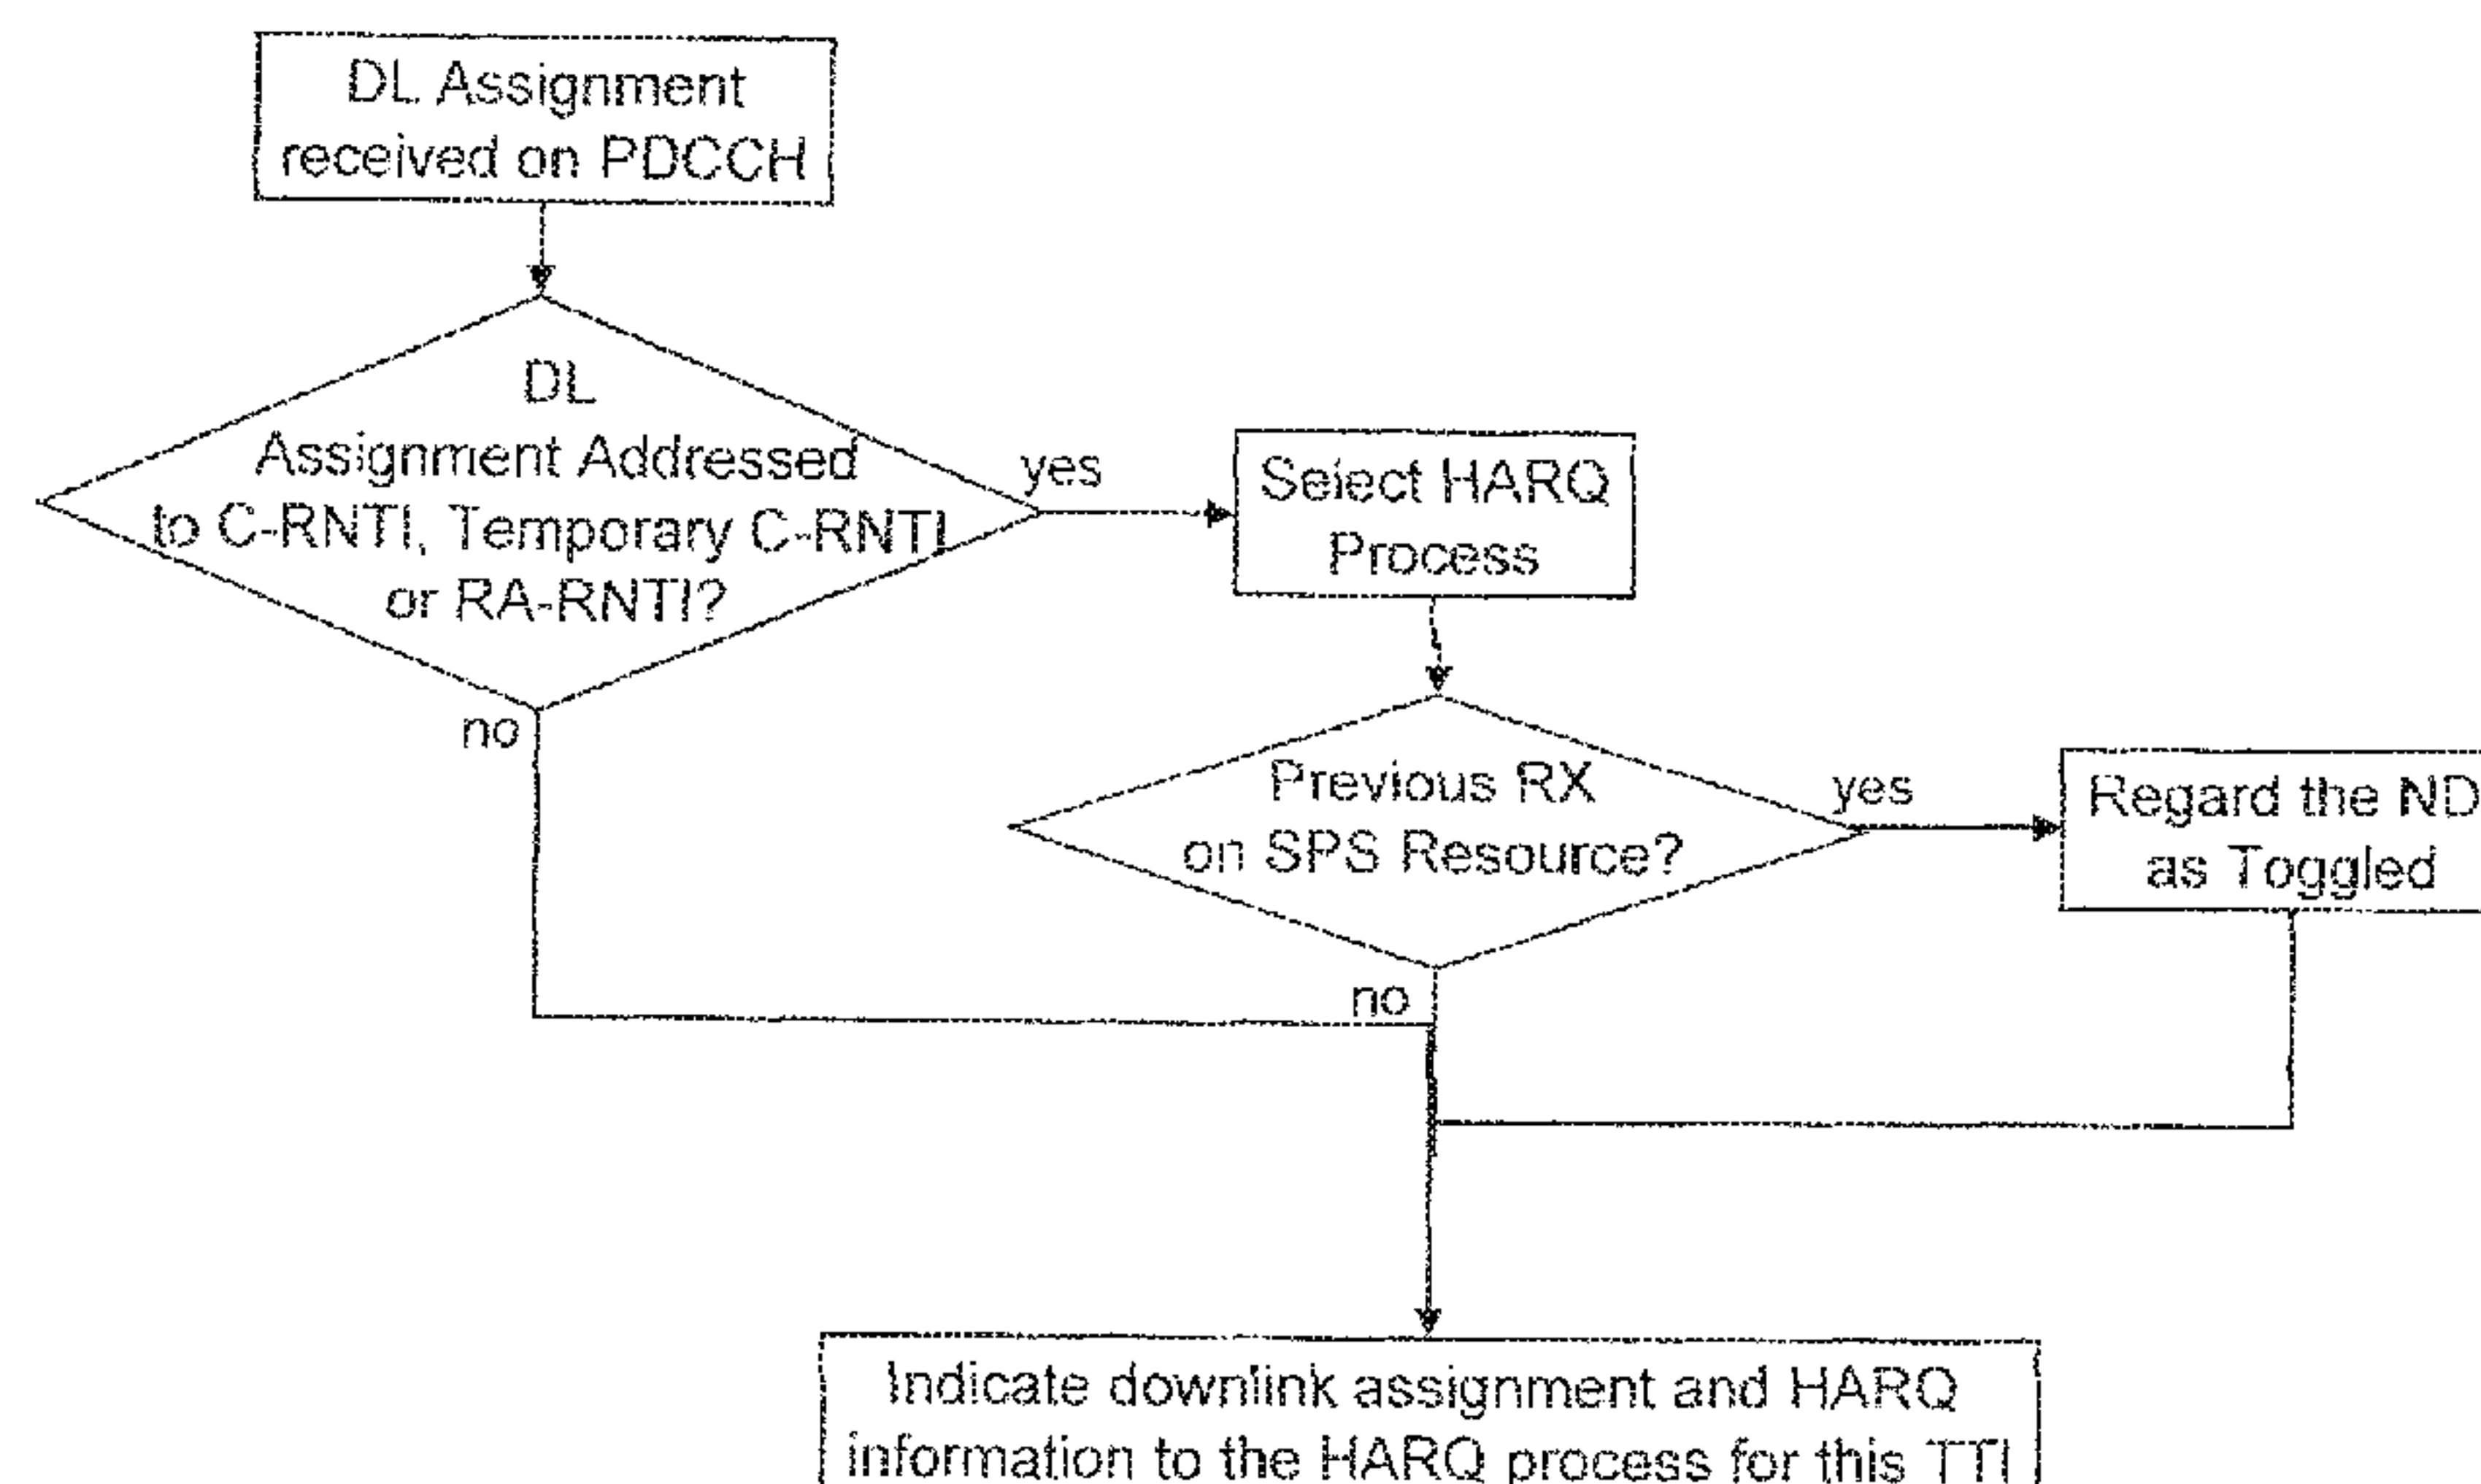 DL Assignment
received on PDCCH
DL
Assignment Addressed
to C-RNTI, Temporary C-RNTI
or RA-RNTI?
yes
no
Select HARQ
Process
Previous RX
on SPS Resource?
yes
no
Regard the ND
as Toggled
Indicate downlink assignment and HARQ
information to the HARQ process for this TTI